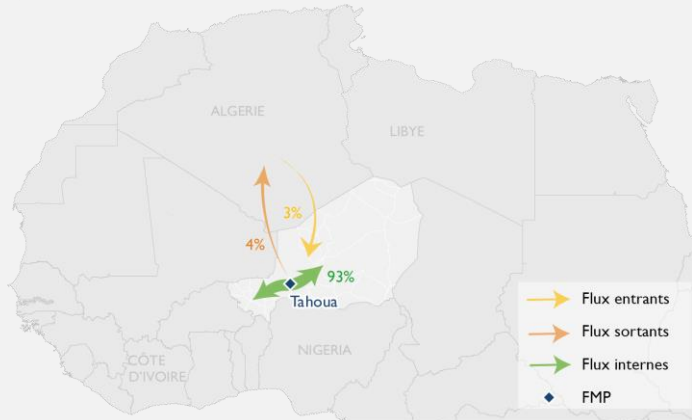 ALGERIE
LIBYE
3%
4%
93%
Tahoua
NIGERIA
CÔTE
D'IVOIRE
Flux entrants
Flux sortants
Flux internes
FMP